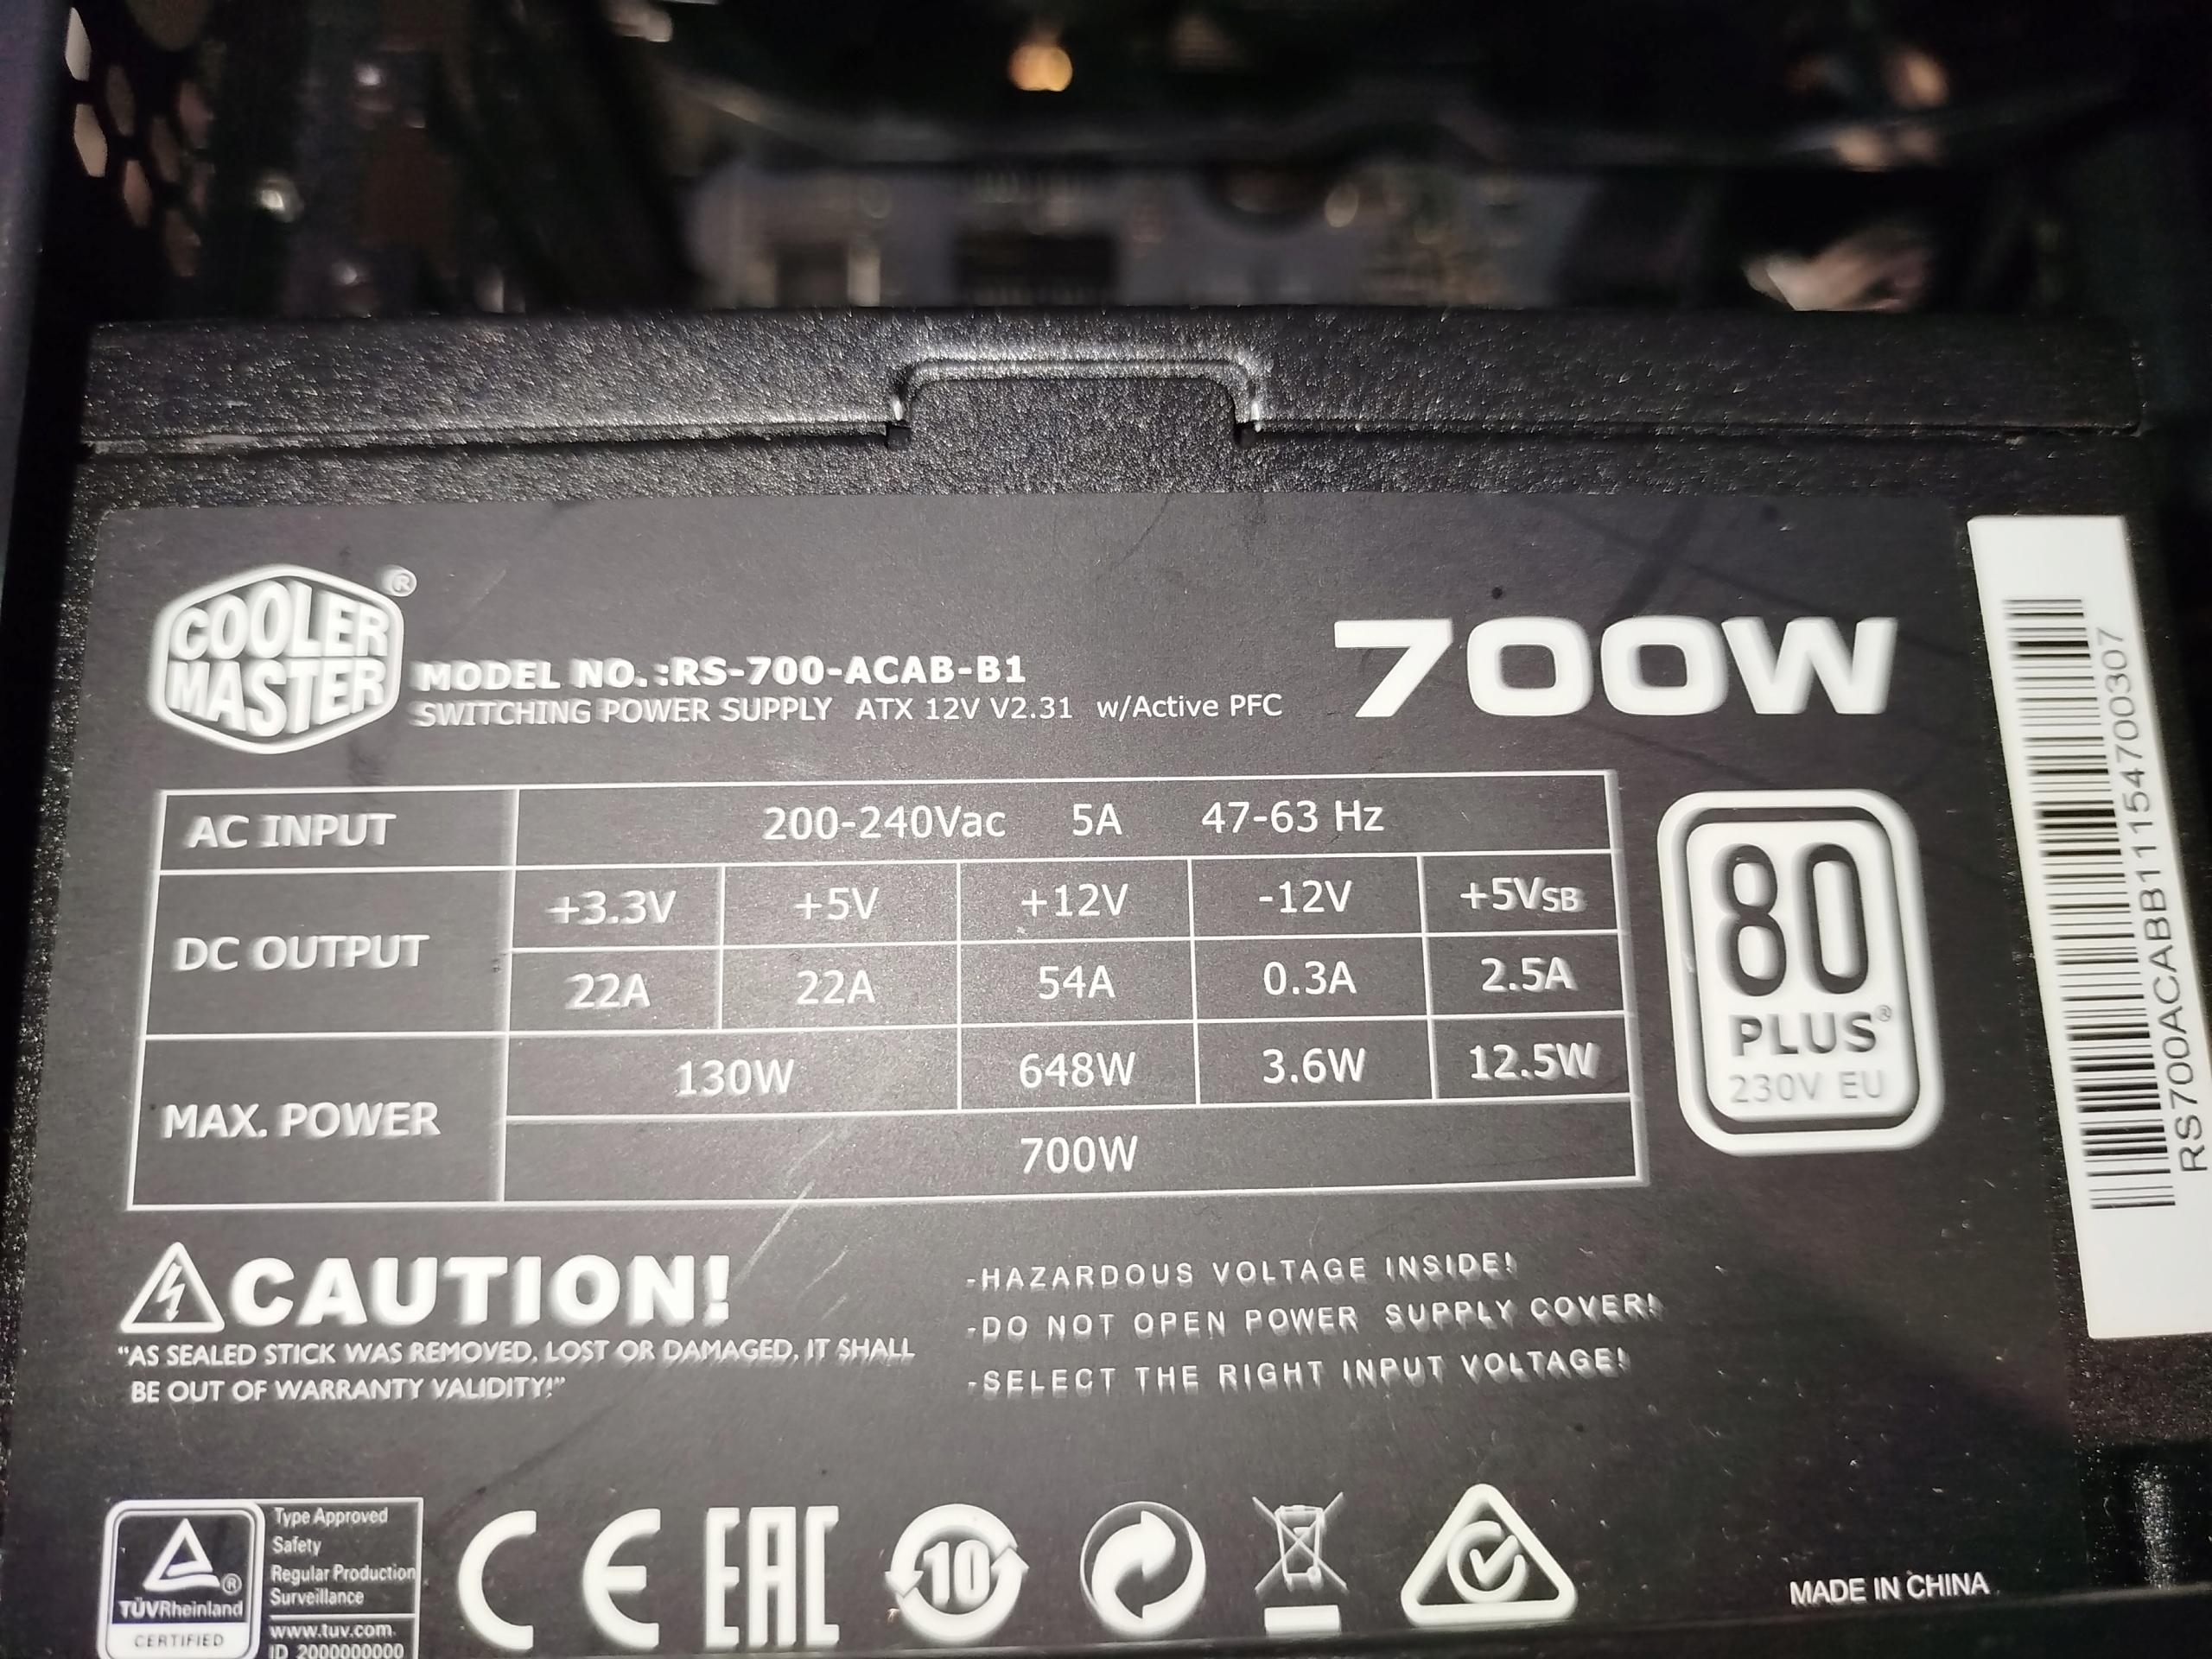 COOLER
MASTER®
MODEL NO.:RS-700-ACAB-B1
SWITCHING POWER SUPPLY ATX 12V V2.31 w/Active PFC
700W
AC INPUT 200-240Vac 5A 47-63 Hz
DC OUTPUT
+3.3V +5V +12V -12V +5VSB
22A 22A 54A 0.3A 2.5A
MAX. POWER
130W 648W 3.6W 12.5W
700W
80
PLUS®
230V EU
RS700ACABB11154700307
CAUTION!
"AS SEALED STICK WAS REMOVED, LOST OR DAMAGED, IT SHALL
BE OUT OF WARRANTY VALIDITY!"
-HAZARDOUS VOLTAGE INSIDE!
-DO NOT OPEN POWER SUPPLY COVER!
-SELECT THE RIGHT INPUT VOLTAGE!
TÜVRheinland®
CERTIFIED
Type Approved
Safety
Regular Production
Surveillance
www.tuv.com
ID 2000000000
CE
EAC
10
MADE IN CHINA